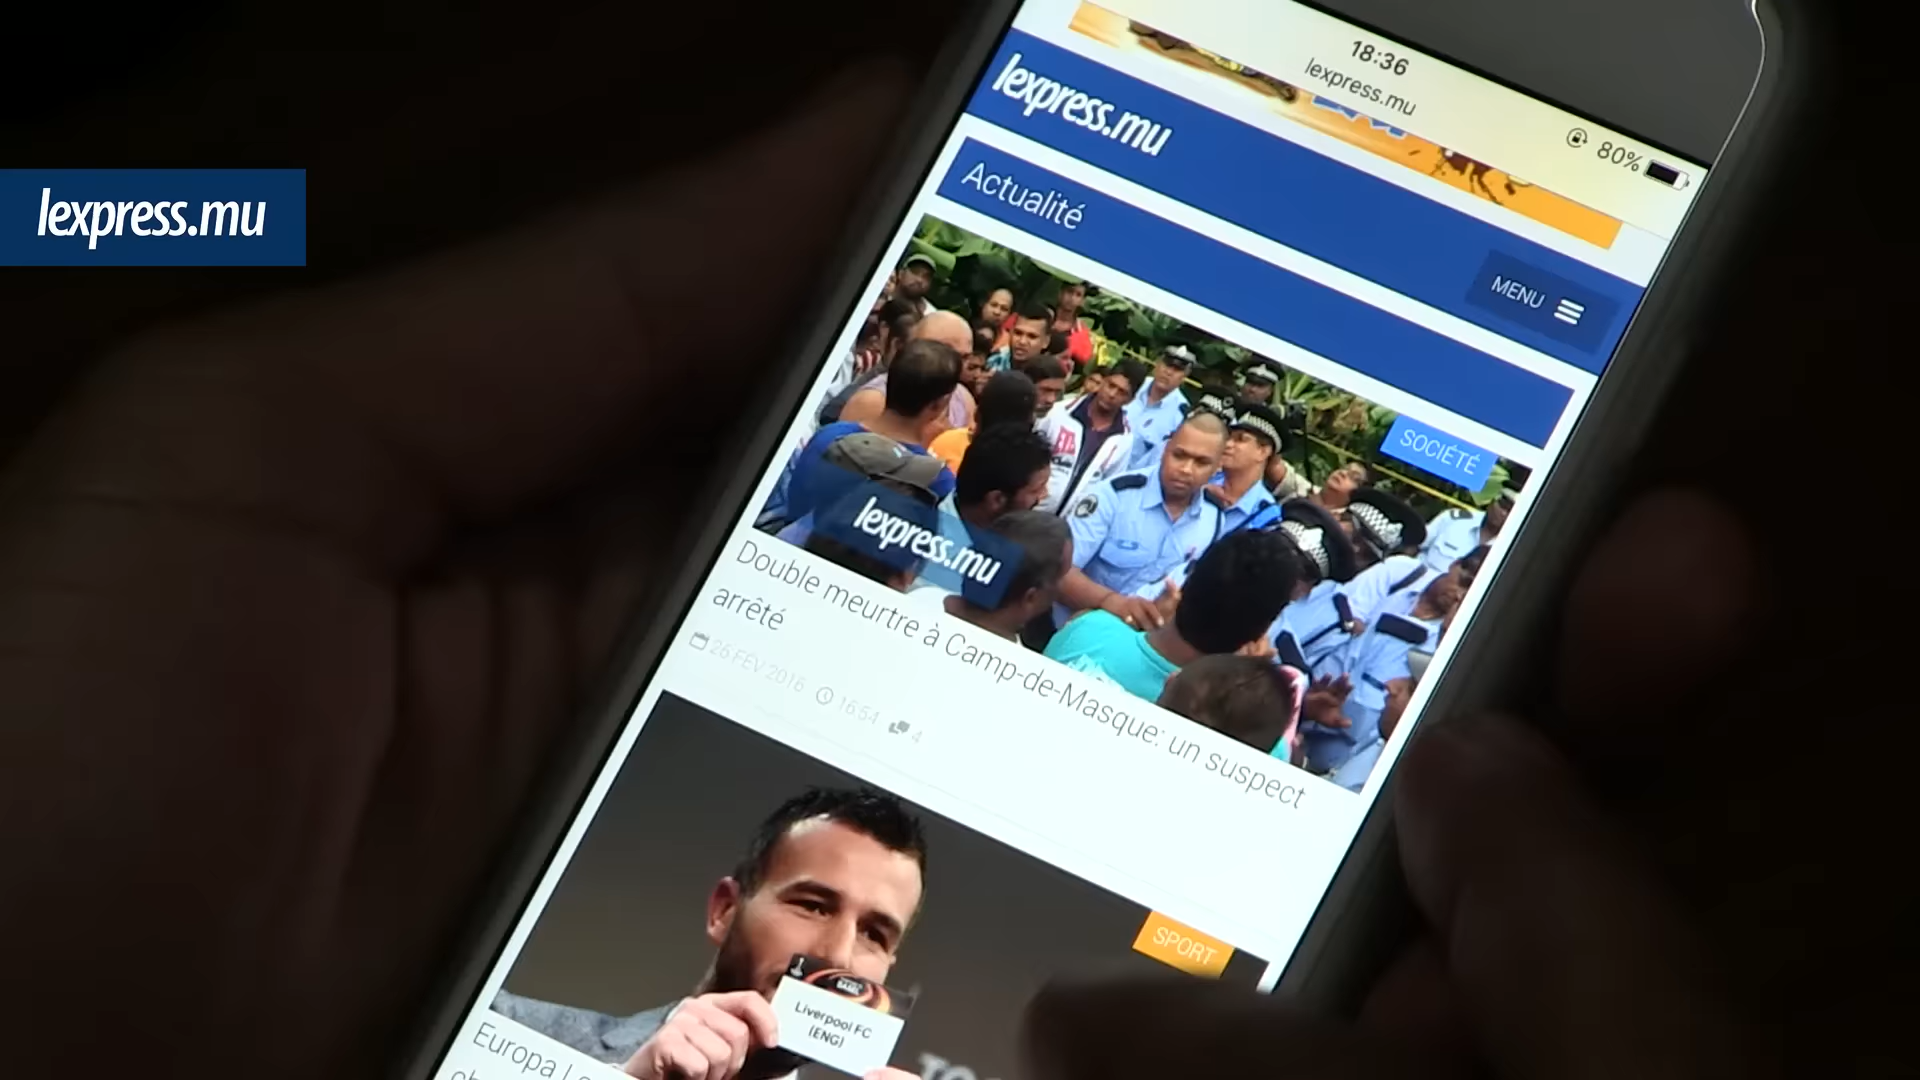 lexpress.mu
18:36
lexpress.mu
80%
lexpress.mu
Actualité
MENU
SOCIÉTÉ
lexpress.mu
Double meurtre à Camp-de-Masque: un suspect
arrêté
26 FÉV 2016 16:54 4
SPORT
Liverpool FC
(ENG)
Europa